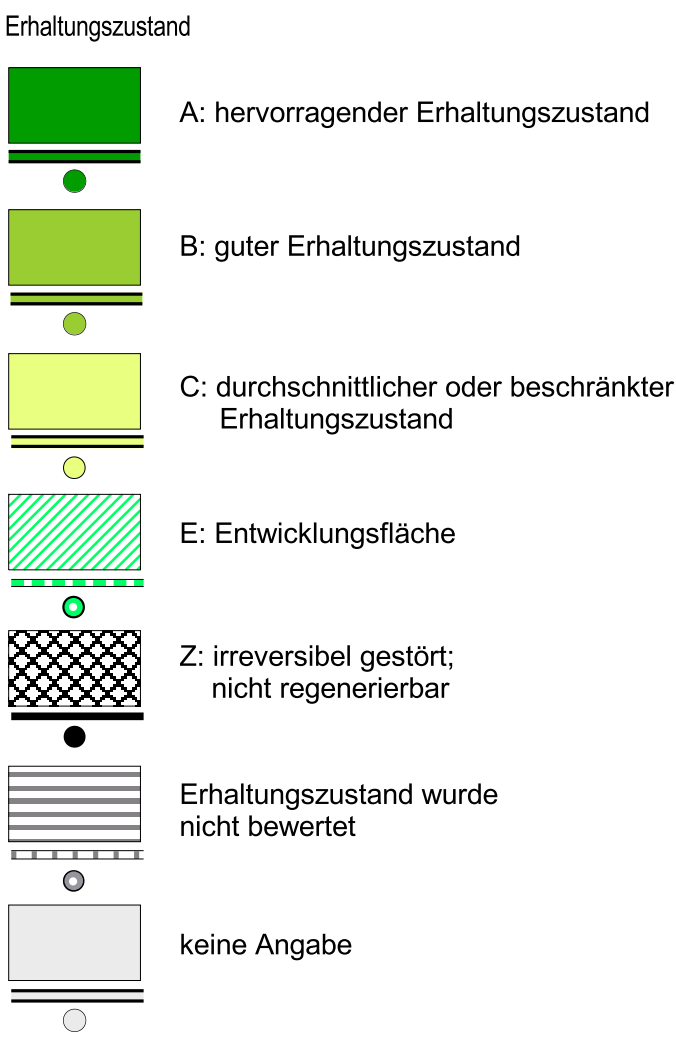 Erhaltungszustand
A: hervorragender Erhaltungszustand
B: guter Erhaltungszustand
C: durchschnittlicher oder beschränkter
Erhaltungszustand
E: Entwicklungsfläche
Z: irreversibel gestört;
nicht regenerierbar
Erhaltungszustand wurde
nicht bewertet
keine Angabe